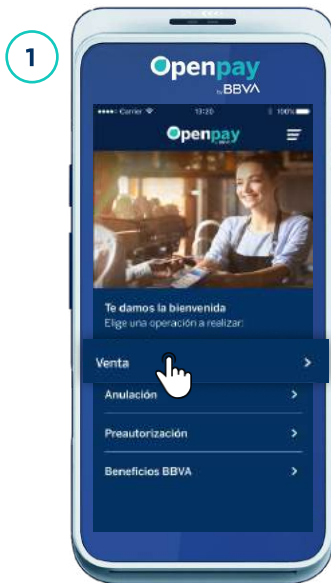 1
Openpay
by BBVA
Carrier 13:20 100%
Openpay
Te damos la bienvenida
Elige una operación a realizar:
Venta
Anulación
Preautorización
Beneficios BBVA